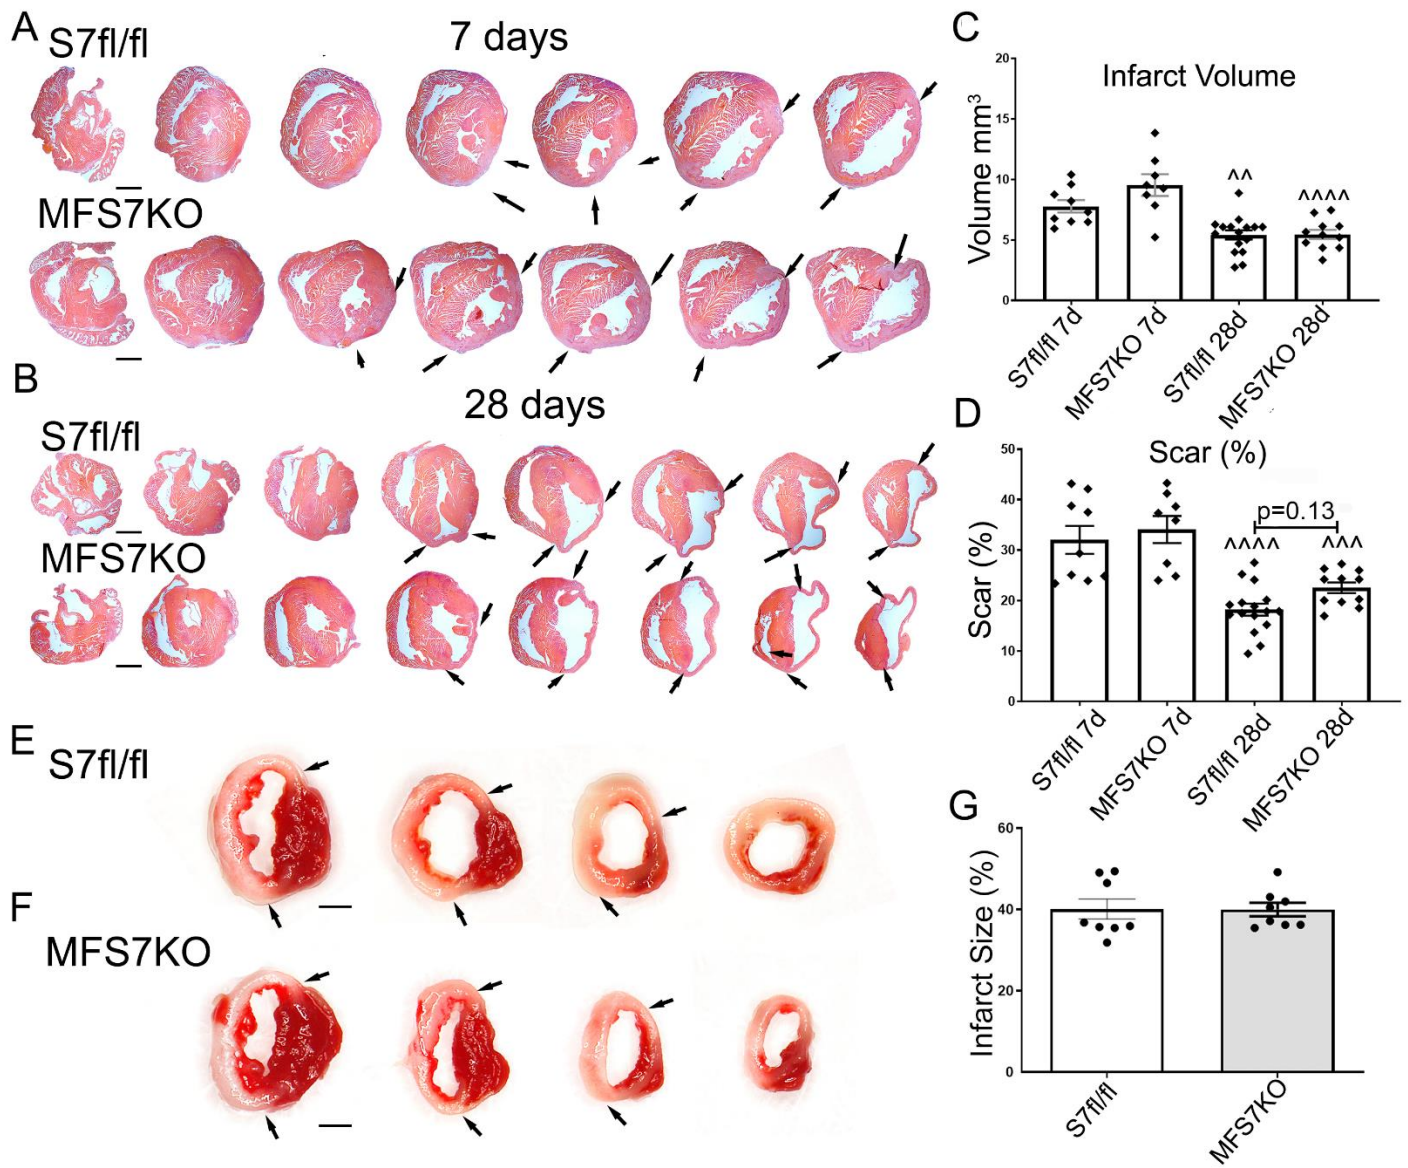 A
S7fl/fl
7 days
MFS7KO
B
28 days
S7fl/fl
MFS7KO
C
Infarct Volume
Volume mm³
20
15
10
5
0
^^
^^^^
S7fl/fl 7d
MFS7KO 7d
S7fl/fl 28d
MFS7KO 28d
D
Scar (%)
Scar (%)
50
40
30
20
10
0
p=0.13
^^^^
^^^
S7fl/fl 7d
MFS7KO 7d
S7fl/fl 28d
MFS7KO 28d
E
S7fl/fl
F
MFS7KO
G
Infarct Size (%)
60
40
20
0
S7fl/fl
MFS7KO